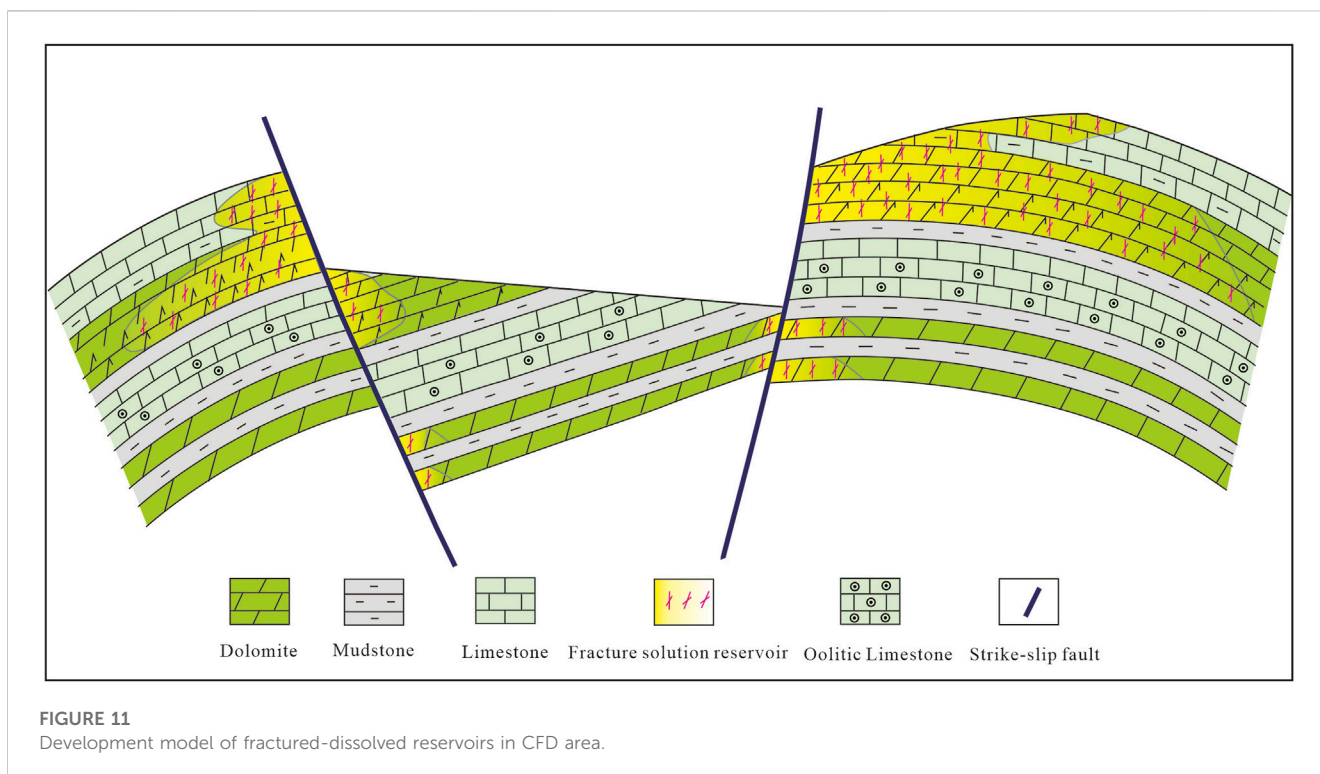 Dolomite
Mudstone
Limestone
Fracture solution reservoir
Oolitic Limestone
Strike-slip fault
FIGURE 11
Development model of fractured-dissolved reservoirs in CFD area.